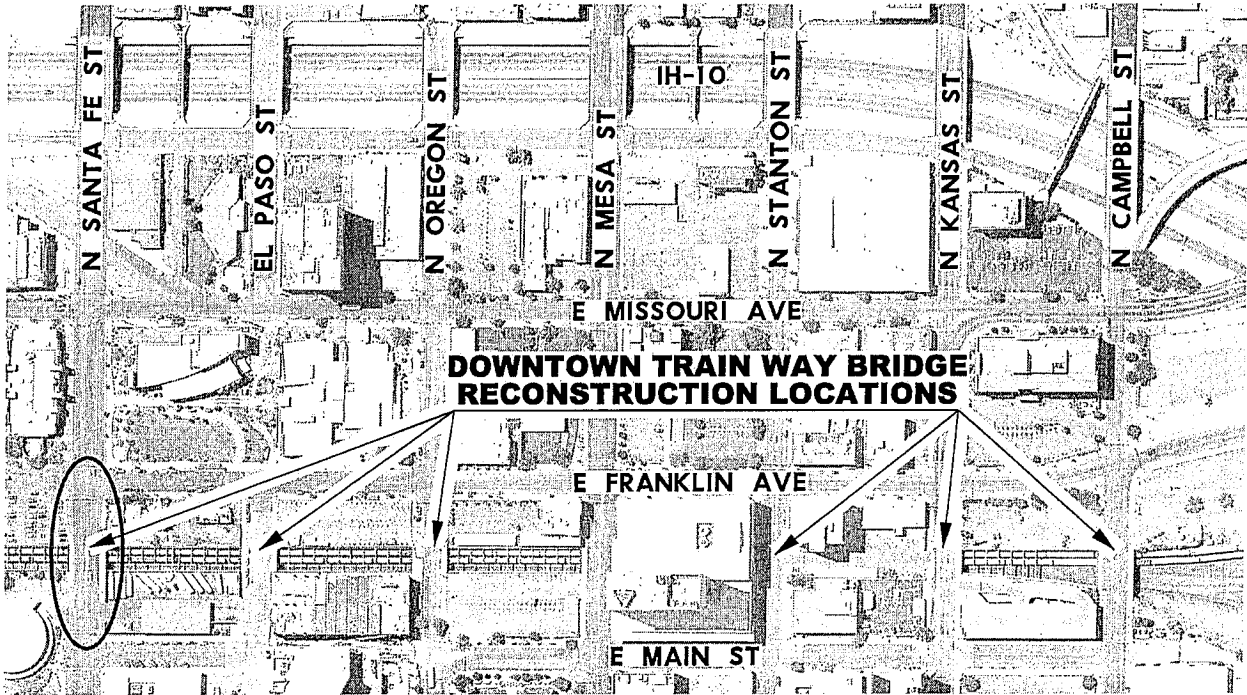 IH-10
N SANTA FE ST
EL PASO ST
N OREGON ST
N MESA ST
N STANTON ST
N KANSAS ST
N CAMPBELL ST
E MISSOURI AVE
DOWNTOWN TRAIN WAY BRIDGE
RECONSTRUCTION LOCATIONS
E FRANKLIN AVE
E MAIN ST